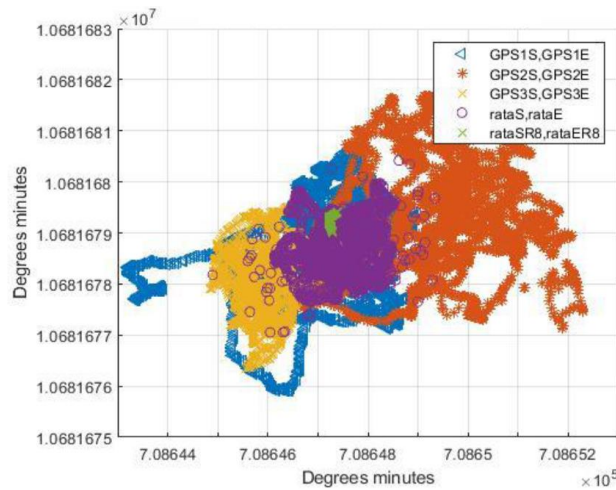 ×10⁷
1.0681683
1.0681682
1.0681681
1.068168
1.0681679
1.0681678
1.0681677
1.0681676
1.0681675
Degrees minutes
GPS1S,GPS1E
GPS2S,GPS2E
GPS3S,GPS3E
rataS,rataE
rataSR8,rataER8
7.08644 7.08646 7.08648 7.0865 7.08652
Degrees minutes
×10⁵